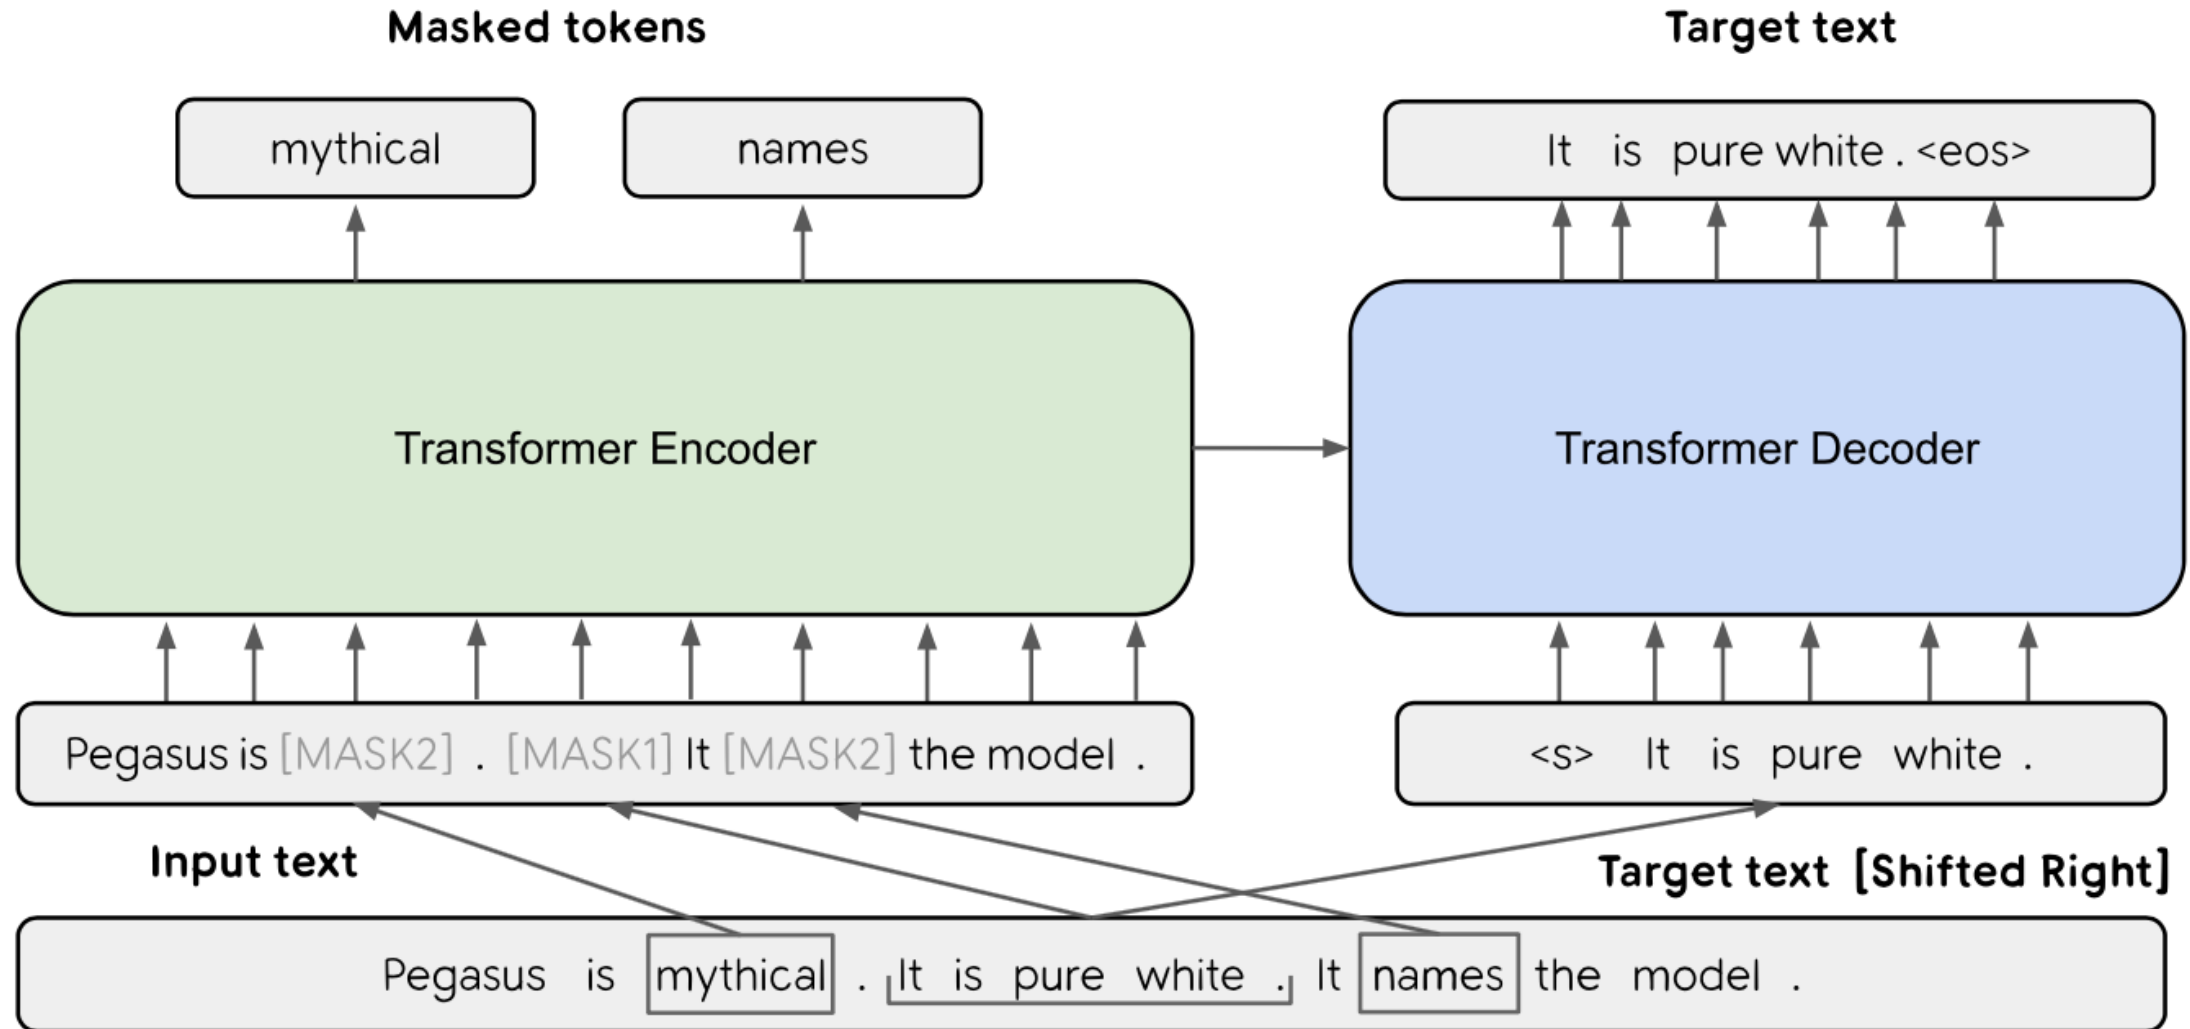 Masked tokens
Target text
mythical
names
It is pure white . <eos>
Transformer Encoder
Transformer Decoder
Pegasus is [MASK2] . [MASK1] It [MASK2] the model .
<s> It is pure white .
Input text
Target text [Shifted Right]
Pegasus is mythical . It is pure white . It names the model .